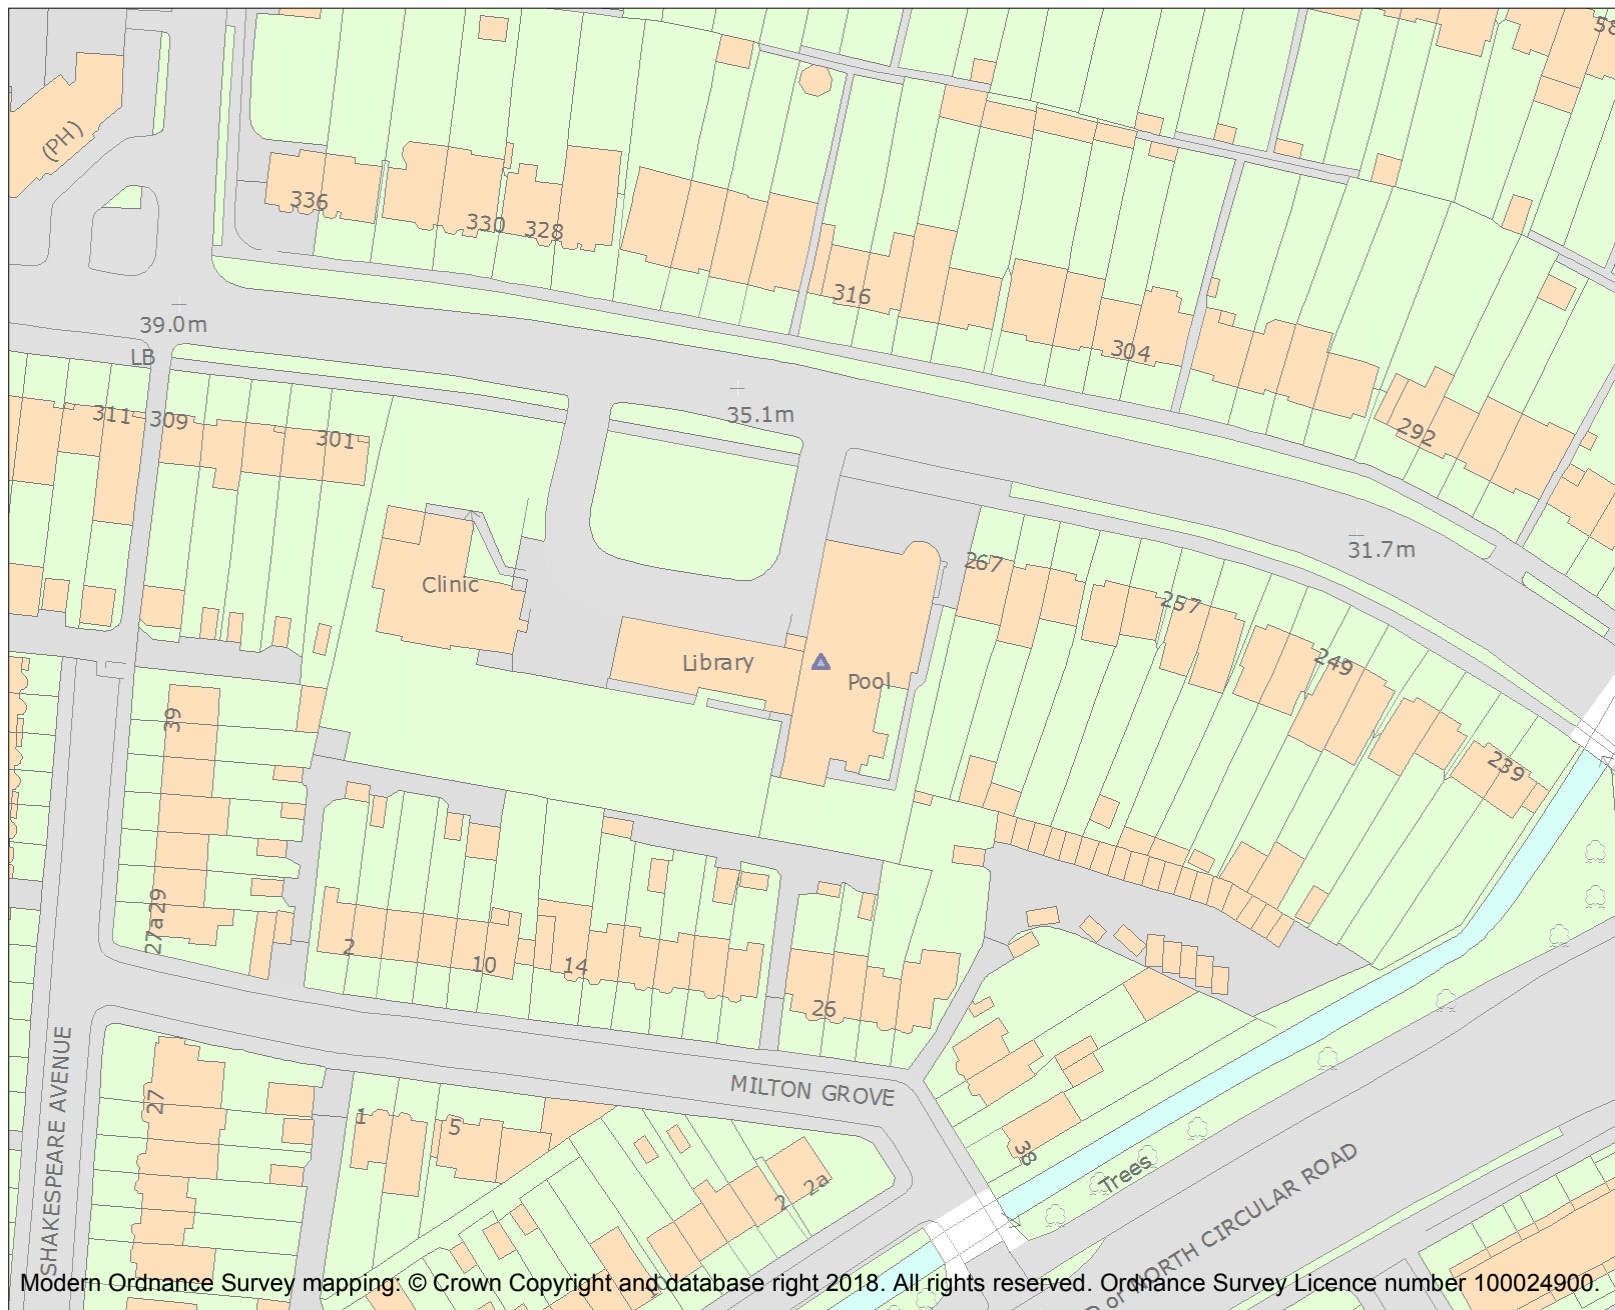 58
(PH)
336
330
328
316
39.0m
LB
304
35.1m
311
309
301
292
31.7m
267
Clinic
257
Library
Pool
249
39
239
27a 29
2
10
14
26
SHAKESPEARE AVENUE
27
MILTON GROVE
1
5
38
Trees
2
2a
or NORTH CIRCULAR ROAD
Modern Ordnance Survey mapping: © Crown Copyright and database right 2018. All rights reserved. Ordnance Survey Licence number 100024900.